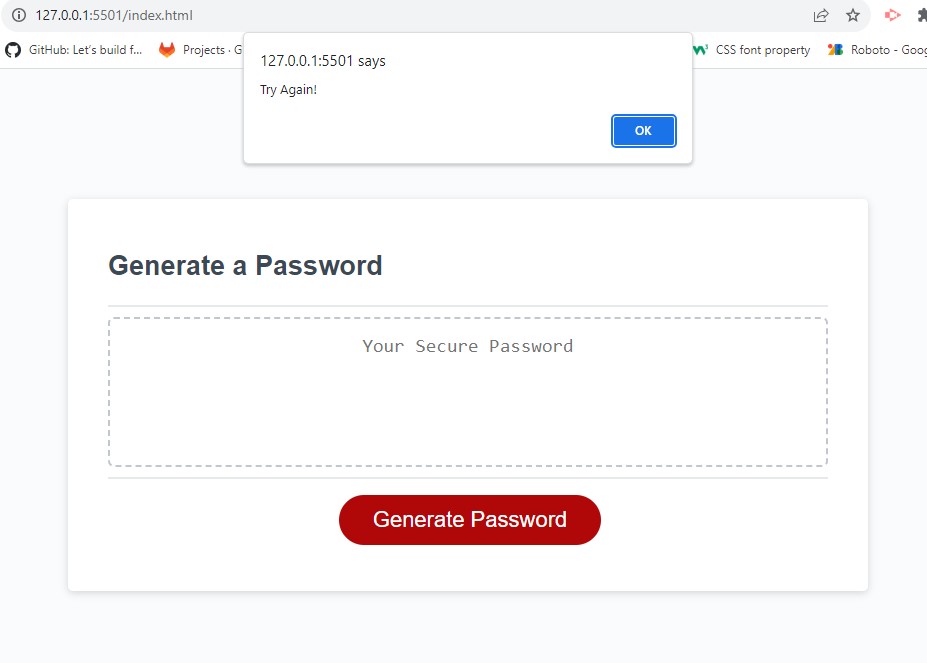 127.0.0.1:5501/index.html
GitHub: Let's build f...
Projects · G
CSS font property
Roboto - Goog
127.0.0.1:5501 says
Try Again!
OK
Generate a Password
Your Secure Password
Generate Password